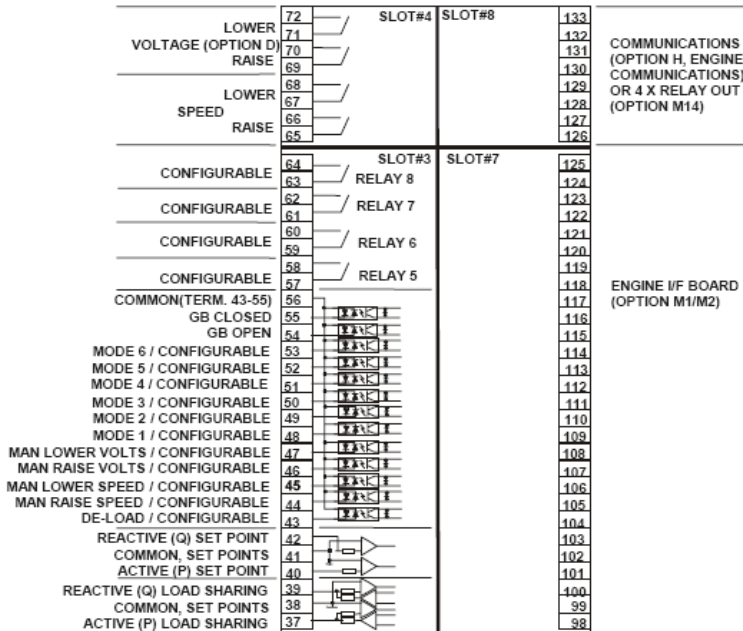 72 SLOT#4 SLOT#8 133
LOWER 71 132
VOLTAGE (OPTION D) 70 131
RAISE 69 130
68 129
LOWER 67 128
SPEED 66 127
RAISE 65 126
COMMUNICATIONS
(OPTION H, ENGINE
COMMUNICATIONS)
OR 4 X RELAY OUT
(OPTION M14)
64 SLOT#3 SLOT#7 125
CONFIGURABLE 63 RELAY 8 124
62 123
CONFIGURABLE 61 RELAY 7 122
60 121
CONFIGURABLE 59 RELAY 6 120
58 119
CONFIGURABLE 57 RELAY 5 118
COMMON(TERM. 43-55) 56 117
GB CLOSED 55 116
GB OPEN 54 115
MODE 6 / CONFIGURABLE 53 114
MODE 5 / CONFIGURABLE 52 113
MODE 4 / CONFIGURABLE 51 112
MODE 3 / CONFIGURABLE 50 111
MODE 2 / CONFIGURABLE 49 110
MODE 1 / CONFIGURABLE 48 109
MAN LOWER VOLTS / CONFIGURABLE 47 108
MAN RAISE VOLTS / CONFIGURABLE 46 107
MAN LOWER SPEED / CONFIGURABLE 45 106
MAN RAISE SPEED / CONFIGURABLE 44 105
DE-LOAD / CONFIGURABLE 43 104
REACTIVE (Q) SET POINT 42 103
COMMON, SET POINTS 41 102
ACTIVE (P) SET POINT 40 101
REACTIVE (Q) LOAD SHARING 39 100
COMMON, SET POINTS 38 99
ACTIVE (P) LOAD SHARING 37 98
ENGINE I/F BOARD
(OPTION M1/M2)